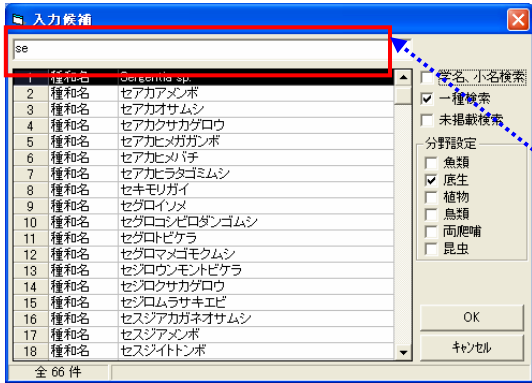 入力候補
se
1 種和名 Sergentia sp.
2 種和名 セアカアメンボ
3 種和名 セアカオサムシ
4 種和名 セアカクサカゲロウ
5 種和名 セアカヒメガガンボ
6 種和名 セアカヒメバチ
7 種和名 セアカヒラタゴミムシ
8 種和名 セキモリガイ
9 種和名 セグロイソメ
10 種和名 セグロコシビロダンゴムシ
11 種和名 セグロトビケラ
12 種和名 セグロマメゴモクムシ
13 種和名 セジロウンモントビケラ
14 種和名 セジロクサカゲロウ
15 種和名 セジロムラサキエビ
16 種和名 セスジアカガネオサムシ
17 種和名 セスジアメンボ
18 種和名 セスジイトトンボ
全 66 件
学名、小名検索
一種検索
未掲載検索
分野設定
魚類
底生
植物
鳥類
両爬哺
昆虫
OK
キャンセル